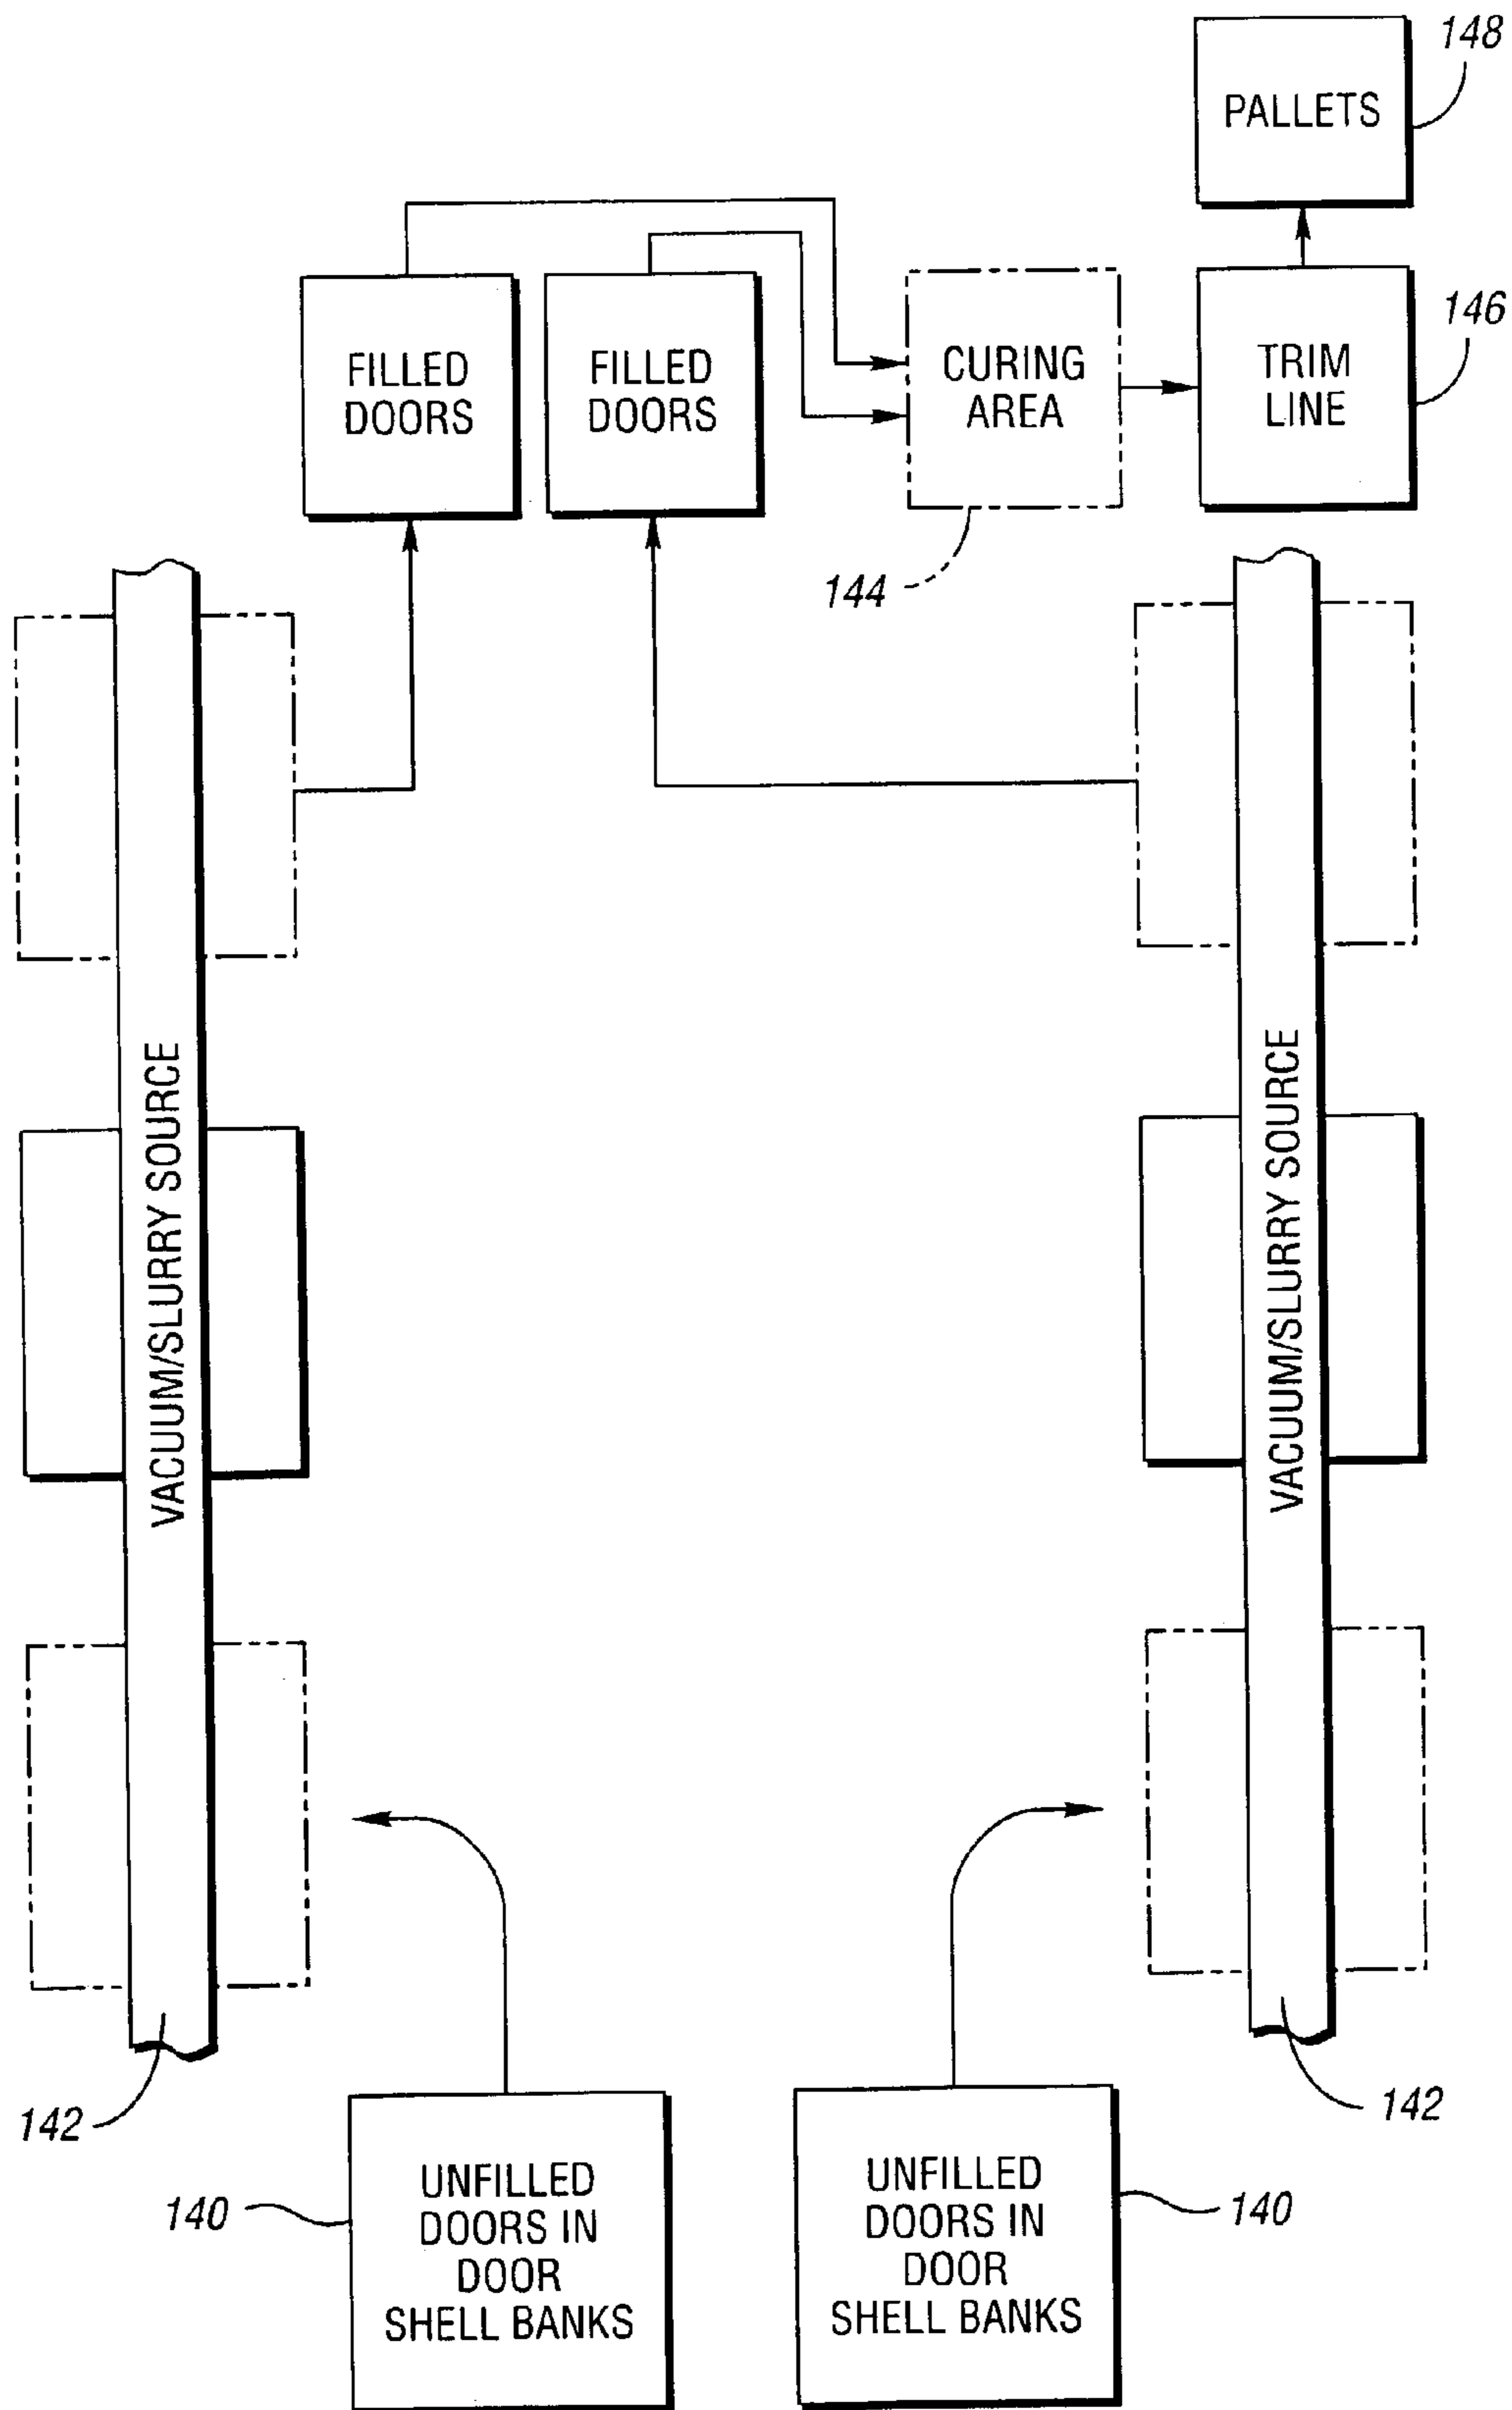 148
PALLETS
146
FILLED
DOORS
FILLED
DOORS
CURING
AREA
TRIM
LINE
144
VACUUM/SLURRY SOURCE
VACUUM/SLURRY SOURCE
142
142
140
UNFILLED
DOORS IN
DOOR
SHELL BANKS
UNFILLED
DOORS IN
DOOR
SHELL BANKS
140